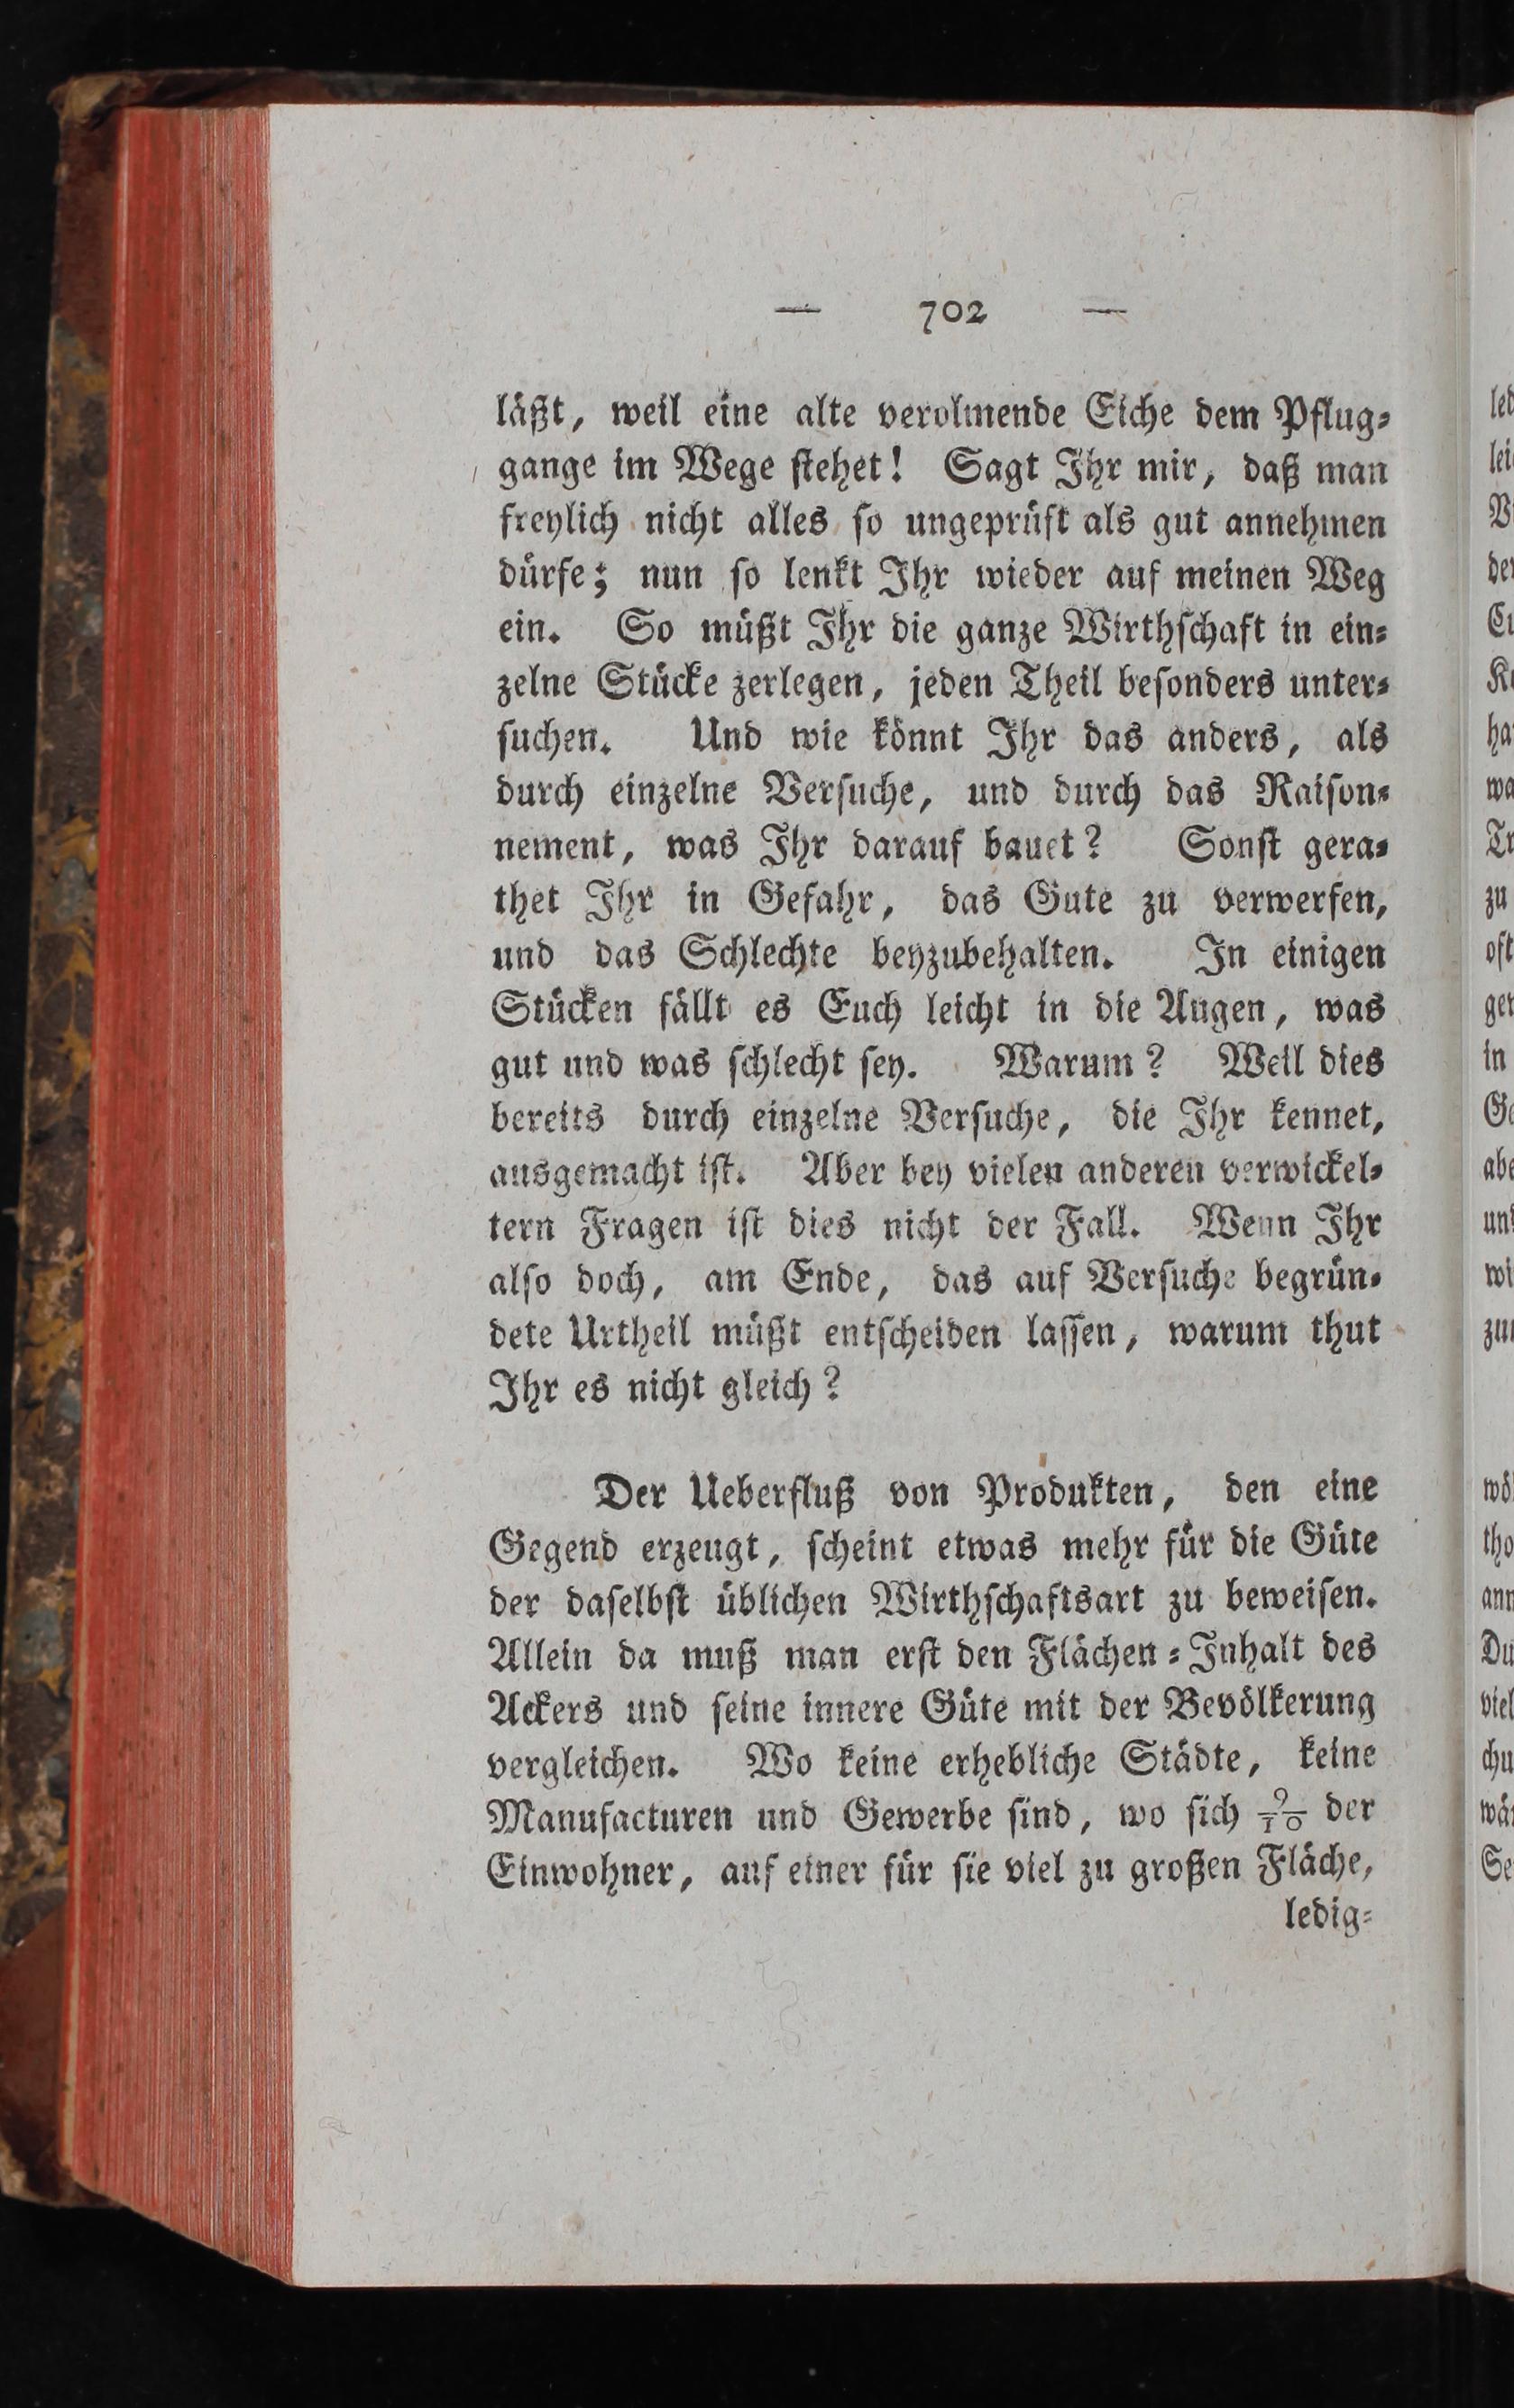 — 702 —
läßt, weil eine alte verolmende Eiche dem Pflug⸗
gange im Wege stehet! Sagt Ihr mir, daß man
freylich nicht alles so ungeprüft als gut annehmen
dürfe; nun so lenkt Ihr wieder auf meinen Weg
ein. So müßt Ihr die ganze Wirthschaft in ein⸗
zelne Stücke zerlegen, jeden Theil besonders unter⸗
suchen. Und wie könnt Ihr das anders, als
durch einzelne Versuche, und durch das Raison⸗
nement, was Ihr darauf bauet? Sonst gera⸗
thet Ihr in Gefahr, das Gute zu verwerfen,
und das Schlechte beyzubehalten. In einigen
Stücken fällt es Euch leicht in die Augen, was
gut und was schlecht sey. Warum? Weil dies
bereits durch einzelne Versuche, die Ihr kennet,
ausgemacht ist. Aber bey vielen anderen verwickel⸗
tern Fragen ist dies nicht der Fall. Wenn Ihr
also doch, am Ende, das auf Versuche begrün⸗
dete Urtheil müßt entscheiden lassen, warum thut
Ihr es nicht gleich?
Der Ueberfluß von Produkten, den eine
Gegend erzeugt, scheint etwas mehr für die Güte
der daselbst üblichen Wirthschaftsart zu beweisen.
Allein da muß man erst den Flächen⸗Inhalt des
Ackers und seine innere Güte mit der Bevölkerung
vergleichen. Wo keine erhebliche Städte, keine
Manufacturen und Gewerbe sind, wo sich 9/10 der
Einwohner, auf einer für sie viel zu großen Fläche,
ledig⸗